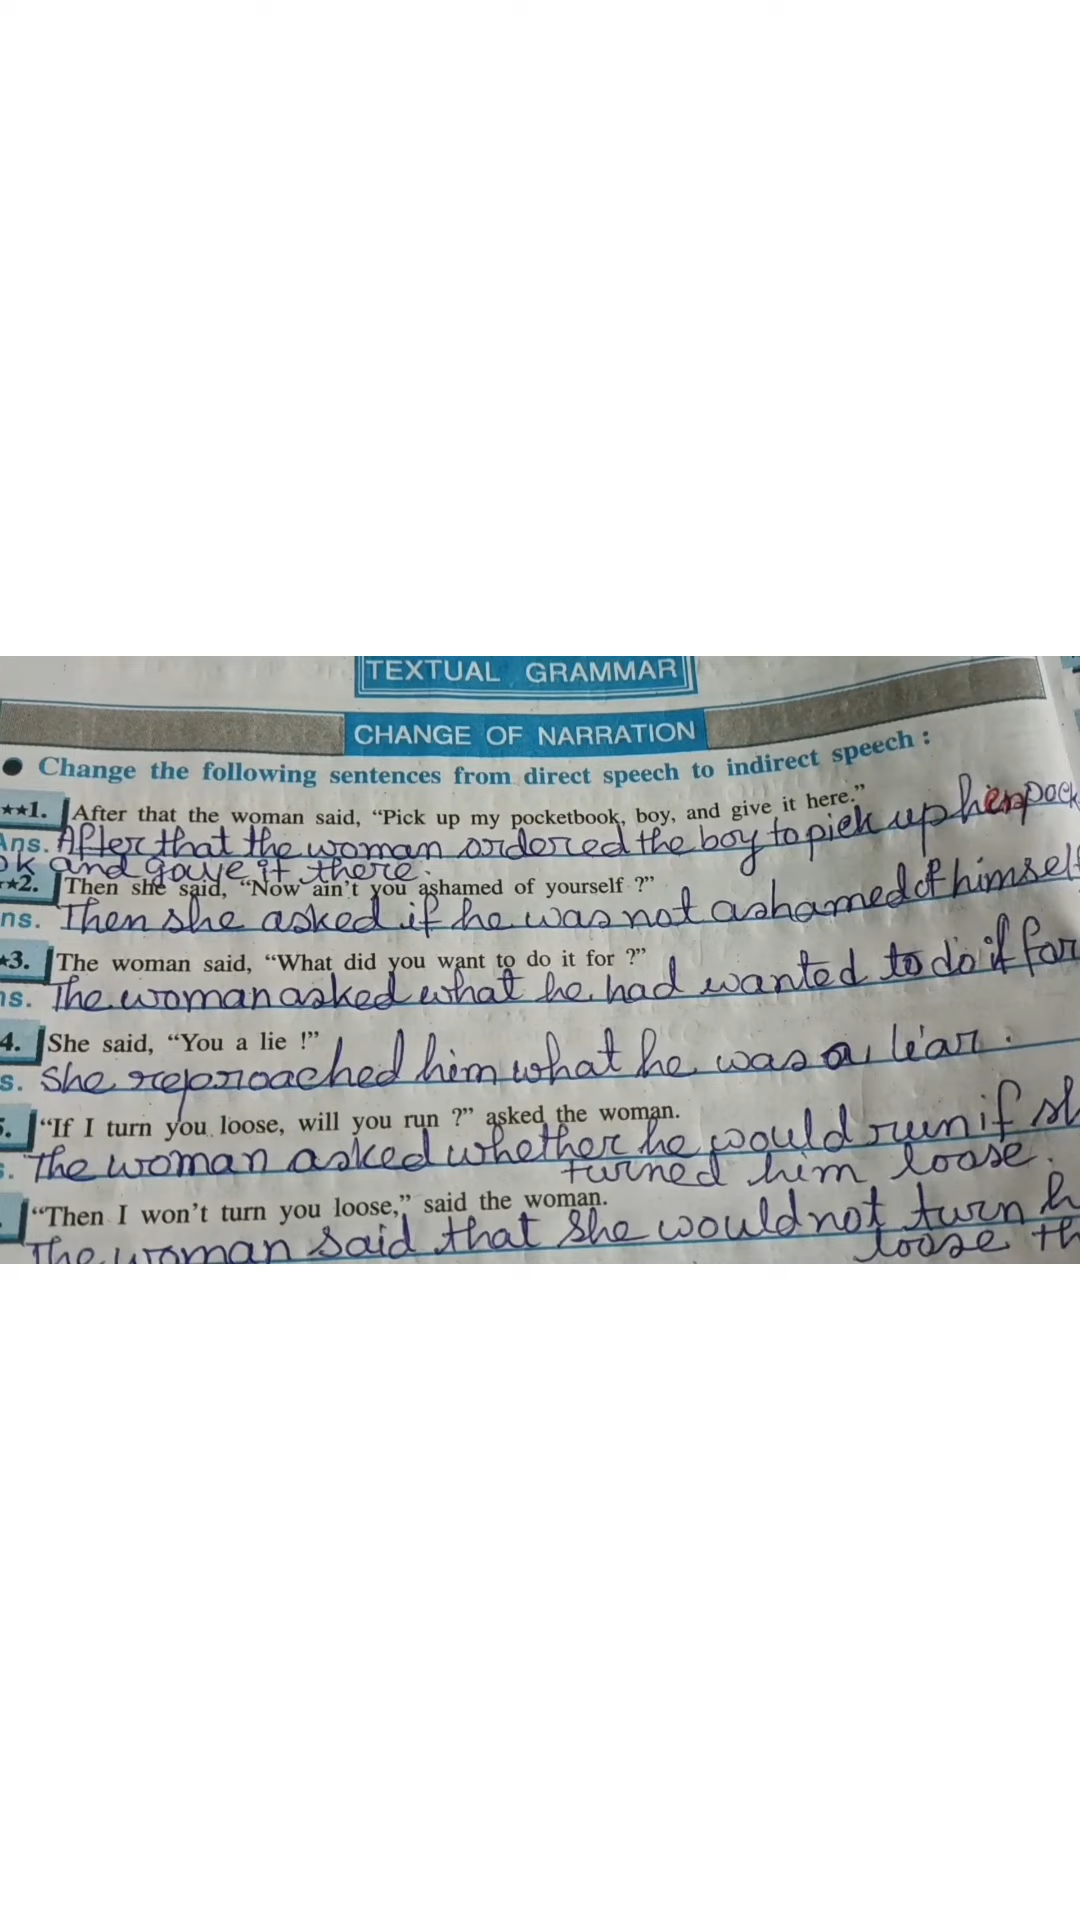 TEXTUAL GRAMMAR
CHANGE OF NARRATION
● Change the following sentences from direct speech to indirect speech :
★★1. After that the woman said, “Pick up my pocketbook, boy, and give it here.”
Ans. After that the woman ordered the boy to pick up her pock
ok and gave it there.
★2. Then she said, “Now ain’t you ashamed of yourself ?”
ns. Then she asked if he was not ashamed of himself
★3. The woman said, “What did you want to do it for ?”
ns. The woman asked what he had wanted to do it for
4. She said, “You a lie !”
s. She reproached him what he was a liar.
5. “If I turn you loose, will you run ?” asked the woman.
s. The woman asked whether he would run if sh
turned him loose.
“Then I won’t turn you loose,” said the woman.
The woman said that she would not turn h
loose th